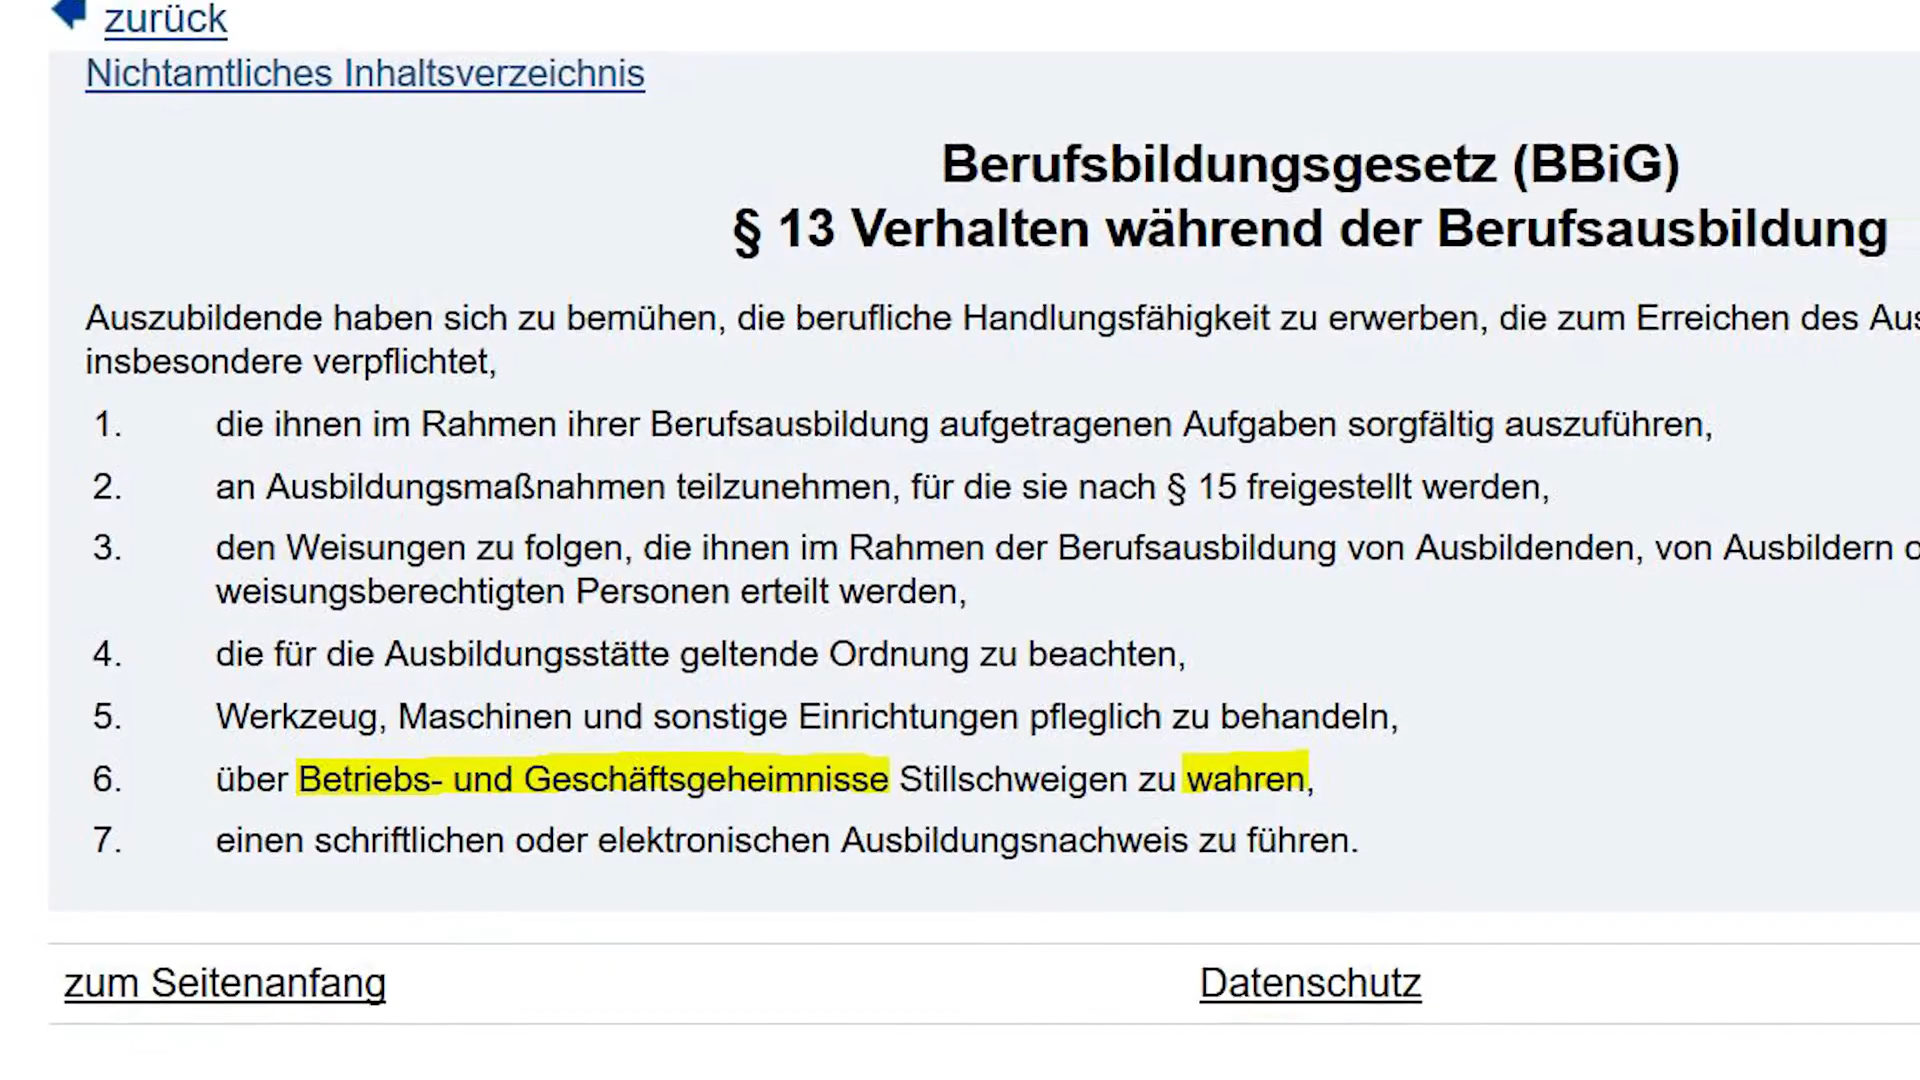 zurück
Nichtamtliches Inhaltsverzeichnis
Berufsbildungsgesetz (BBiG)
§ 13 Verhalten während der Berufsausbildung
Auszubildende haben sich zu bemühen, die berufliche Handlungsfähigkeit zu erwerben, die zum Erreichen des
insbesondere verpflichtet,
1. die ihnen im Rahmen ihrer Berufsausbildung aufgetragenen Aufgaben sorgfältig auszuführen,
2. an Ausbildungsmaßnahmen teilzunehmen, für die sie nach § 15 freigestellt werden,
3. den Weisungen zu folgen, die ihnen im Rahmen der Berufsausbildung von Ausbildenden, von Ausbildern
weisungsberechtigten Personen erteilt werden,
4. die für die Ausbildungsstätte geltende Ordnung zu beachten,
5. Werkzeug, Maschinen und sonstige Einrichtungen pfleglich zu behandeln,
6. über Betriebs- und Geschäftsgeheimnisse Stillschweigen zu wahren,
7. einen schriftlichen oder elektronischen Ausbildungsnachweis zu führen.
zum Seitenanfang Datenschutz